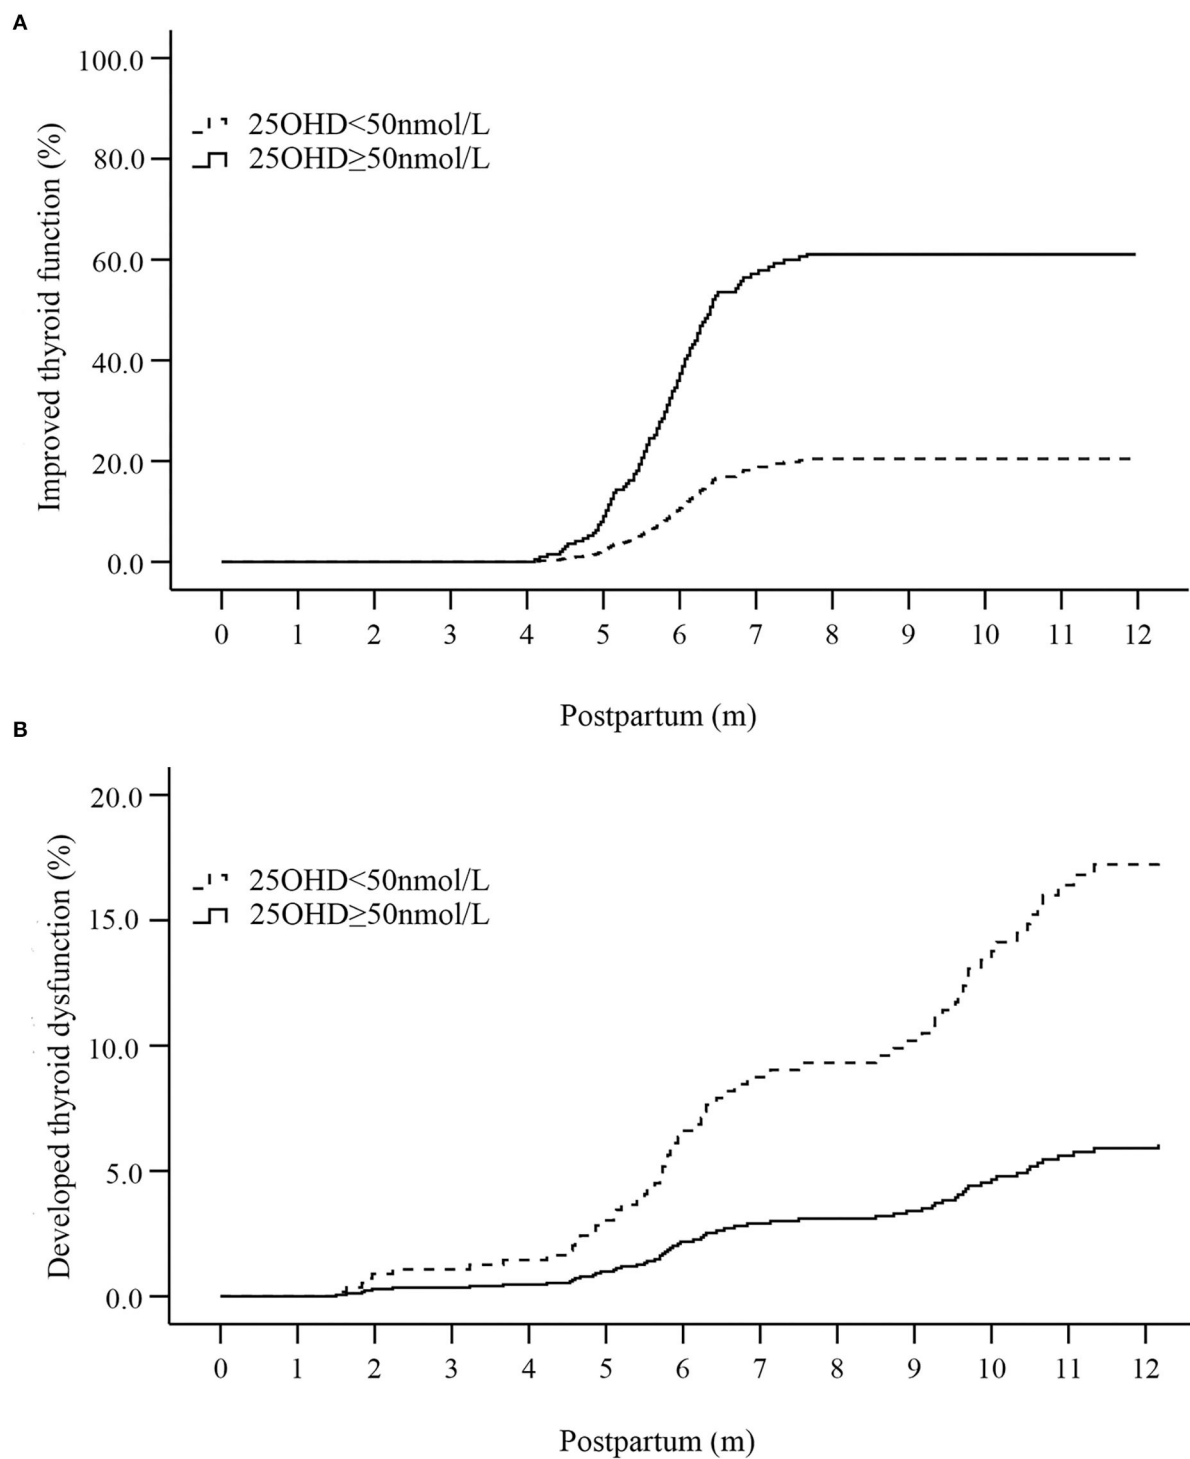 A
Improved thyroid function (%)
100.0
80.0
60.0
40.0
20.0
0.0
25OHD<50nmol/L
25OHD≥50nmol/L
0 1 2 3 4 5 6 7 8 9 10 11 12
Postpartum (m)
B
Developed thyroid dysfunction (%)
20.0
15.0
10.0
5.0
0.0
25OHD<50nmol/L
25OHD≥50nmol/L
0 1 2 3 4 5 6 7 8 9 10 11 12
Postpartum (m)